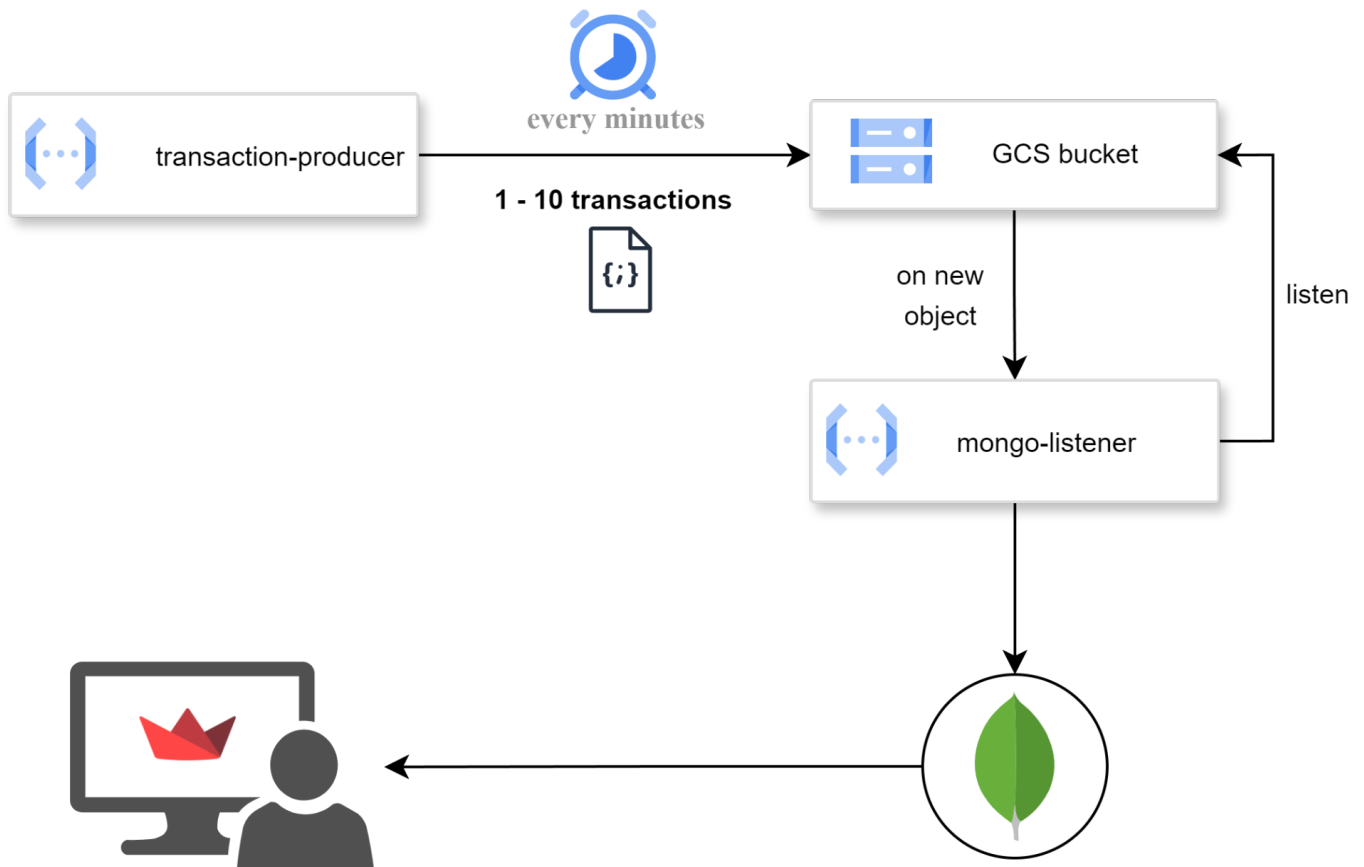 every minutes
transaction-producer
GCS bucket
1 - 10 transactions
{;}
on new
object
listen
mongo-listener